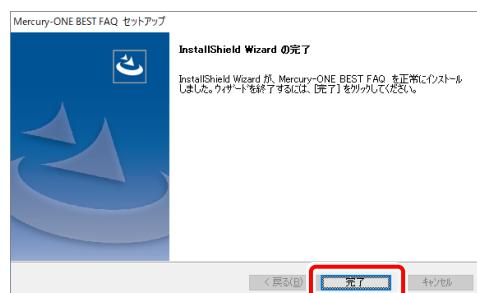 Mercury-ONE BEST FAQ セットアップ
InstallShield Wizard の完了
InstallShield Wizard が、Mercury-ONE BEST FAQ を正常にインストール
しました。ウィザードを終了するには、[完了] をクリックしてください。
< 戻る(B)
完了
キャンセル